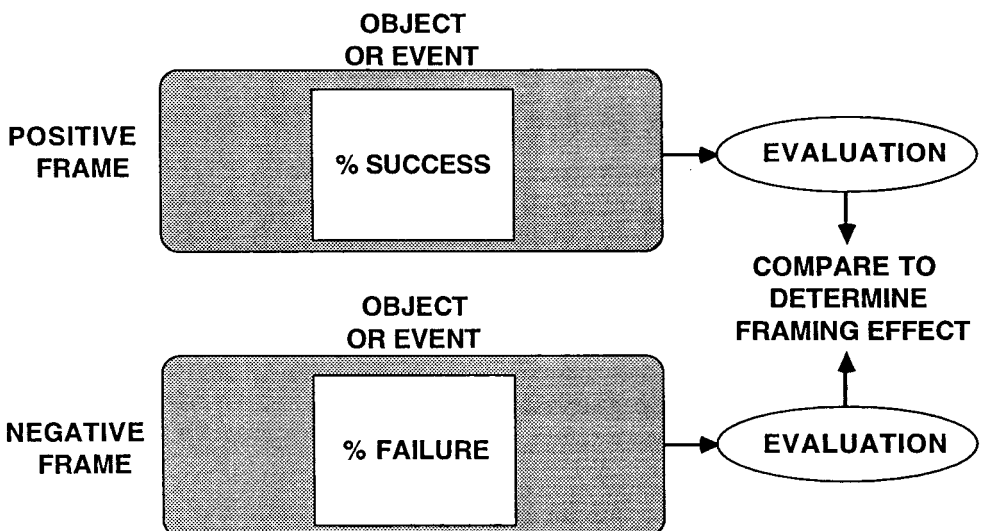 OBJECT
OR EVENT
POSITIVE
FRAME
% SUCCESS
EVALUATION
COMPARE TO
DETERMINE
FRAMING EFFECT
OBJECT
OR EVENT
NEGATIVE
FRAME
% FAILURE
EVALUATION